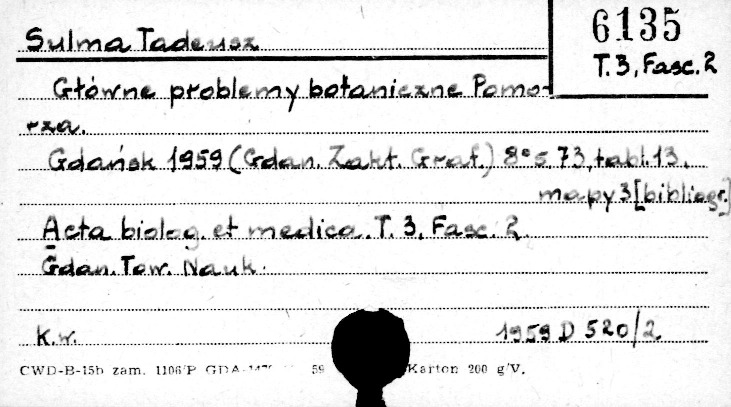 Sulma Tadeusz
6135
T. 3, Fasc. 2
Główne problemy botaniczne Pomo-
rza.
Gdańsk 1959 (Gdan. Zakł. Graf.) 8° s. 73, tabl. 13,
mapy 3 [bibliogr.]
Acta biolog. et medica. T. 3, Fasc. 2.
Gdan. Tow. Nauk.
K.w.
1959 D 520/2
CWD-B-15b zam. 1106/P GDA- 59 Karton 200 g/V.